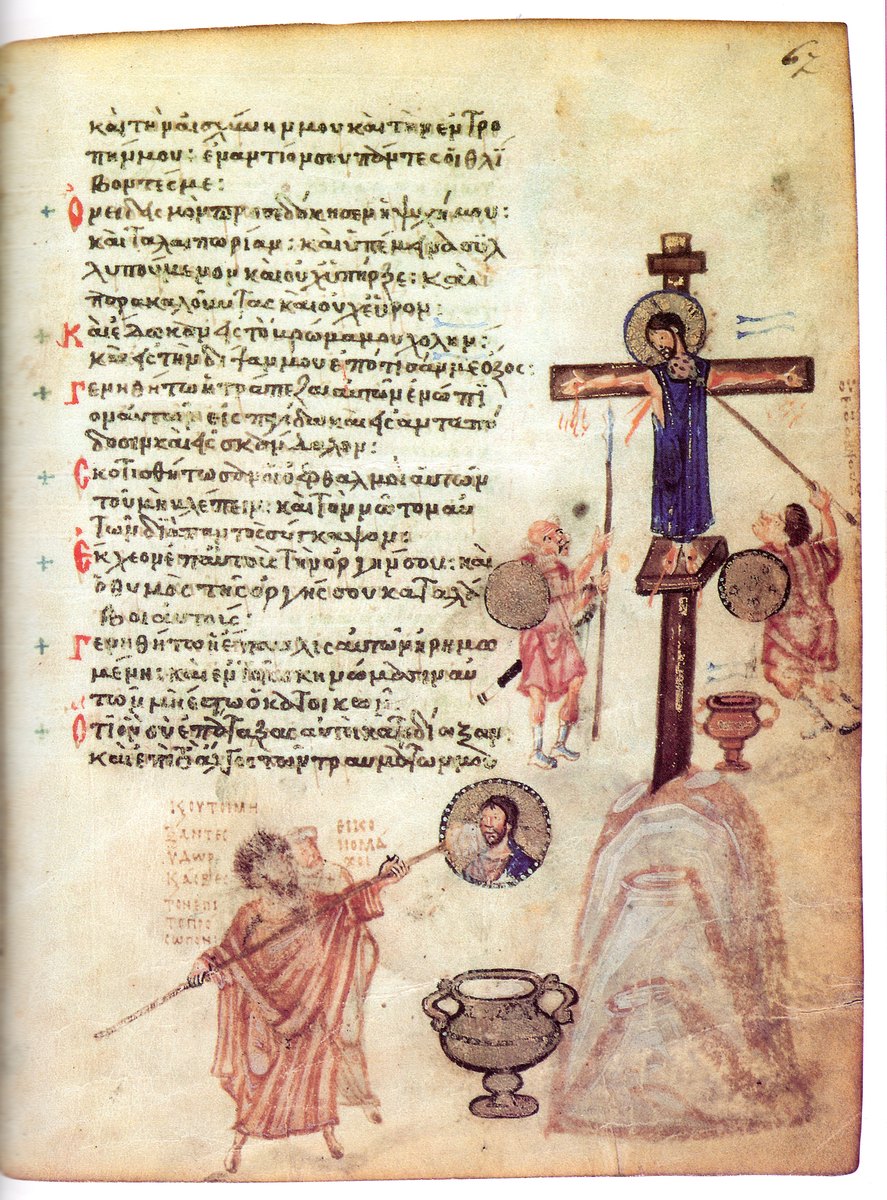 67
καὶ τὴν αἰσχύνην μου καὶ τὴν ἐντρο
πήν μου: ἐναντίον σου πάντες οἱ θλί
βοντές με:
Ὀνειδισμὸν προσεδόκησεν ἡ ψυχή μου:
καὶ ταλαιπωρίαν: καὶ ὑπέμεινα συλ
λυπούμενον καὶ οὐχ ὑπῆρξε: καὶ
παρακαλοῦντας καὶ οὐχ εὗρον:
Καὶ ἔδωκαν εἰς τὸ βρῶμα μου χολήν:
καὶ εἰς τὴν δίψαν μου ἐπότισάν με ὄξος:
Γενηθήτω ἡ τράπεζα αὐτῶν ἐνώπι
ον αὐτῶν εἰς παγίδα καὶ εἰς ἀνταπό
δοσιν καὶ εἰς σκάνδαλον:
Σκοτισθήτωσαν οἱ ὀφθαλμοὶ αὐτῶν
τοῦ μὴ βλέπειν: καὶ τὸν νῶτον αὐ
τῶν διὰ παντὸς σύγκαμψον:
Ἔκχεον ἐπ αὐτοὺς τὴν ὀργήν σου: καὶ
ὁ θυμὸς τῆς ὀργῆς σου καταλά
βοι αὐτούς:
Γενηθήτω ἡ ἔπαυλις αὐτῶν ἠρημω
μένη: καὶ ἐν τοῖς σκηνώμασιν αὐ
τῶν μὴ ἔστω ὁ κατοικῶν:
Ὅτι ὃν σὺ ἐπάταξας αὐτοὶ κατεδίωξαν
καὶ ἐπὶ τὸ ἄλγος τῶν τραυμάτων μου
ΥΔΩΡ
ΕΙΚΟ
ΝΟΜΑ
ΧΟΙ